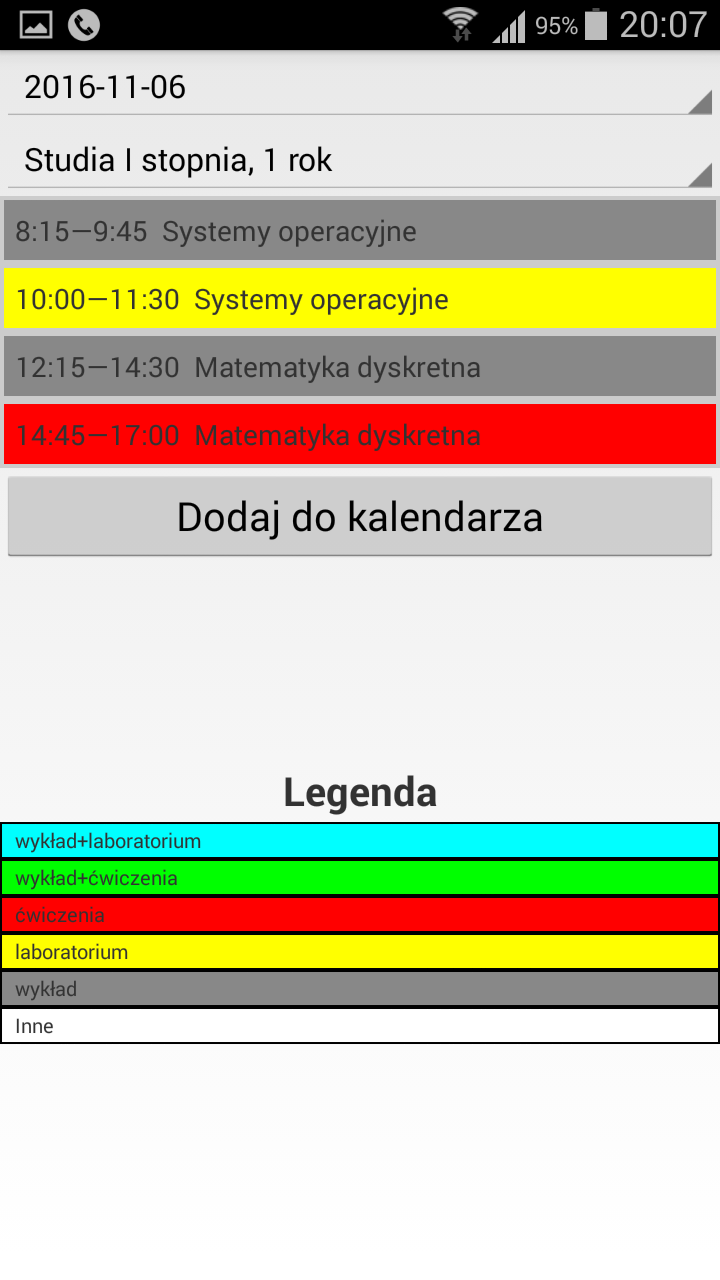 95% 20:07
2016-11-06
Studia I stopnia, 1 rok
8:15—9:45 Systemy operacyjne
10:00—11:30 Systemy operacyjne
12:15—14:30 Matematyka dyskretna
14:45—17:00 Matematyka dyskretna
Dodaj do kalendarza
Legenda
wykład+laboratorium
wykład+ćwiczenia
ćwiczenia
laboratorium
wykład
Inne